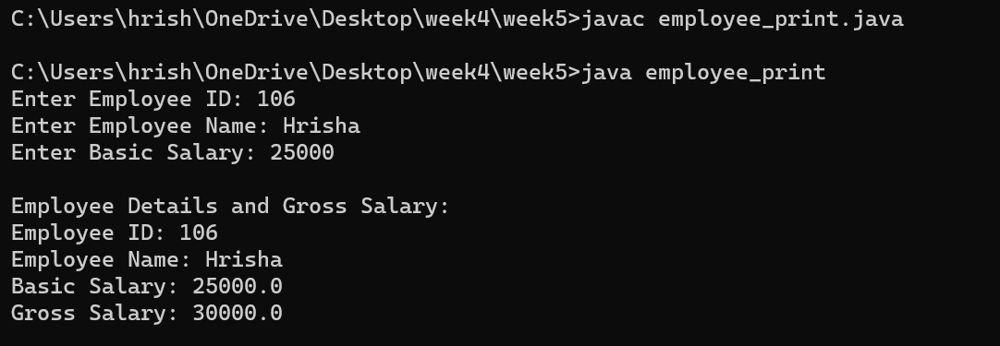 C:\Users\hrish\OneDrive\Desktop\week4\week5>javac employee_print.java
C:\Users\hrish\OneDrive\Desktop\week4\week5>java employee_print
Enter Employee ID: 106
Enter Employee Name: Hrisha
Enter Basic Salary: 25000
Employee Details and Gross Salary:
Employee ID: 106
Employee Name: Hrisha
Basic Salary: 25000.0
Gross Salary: 30000.0